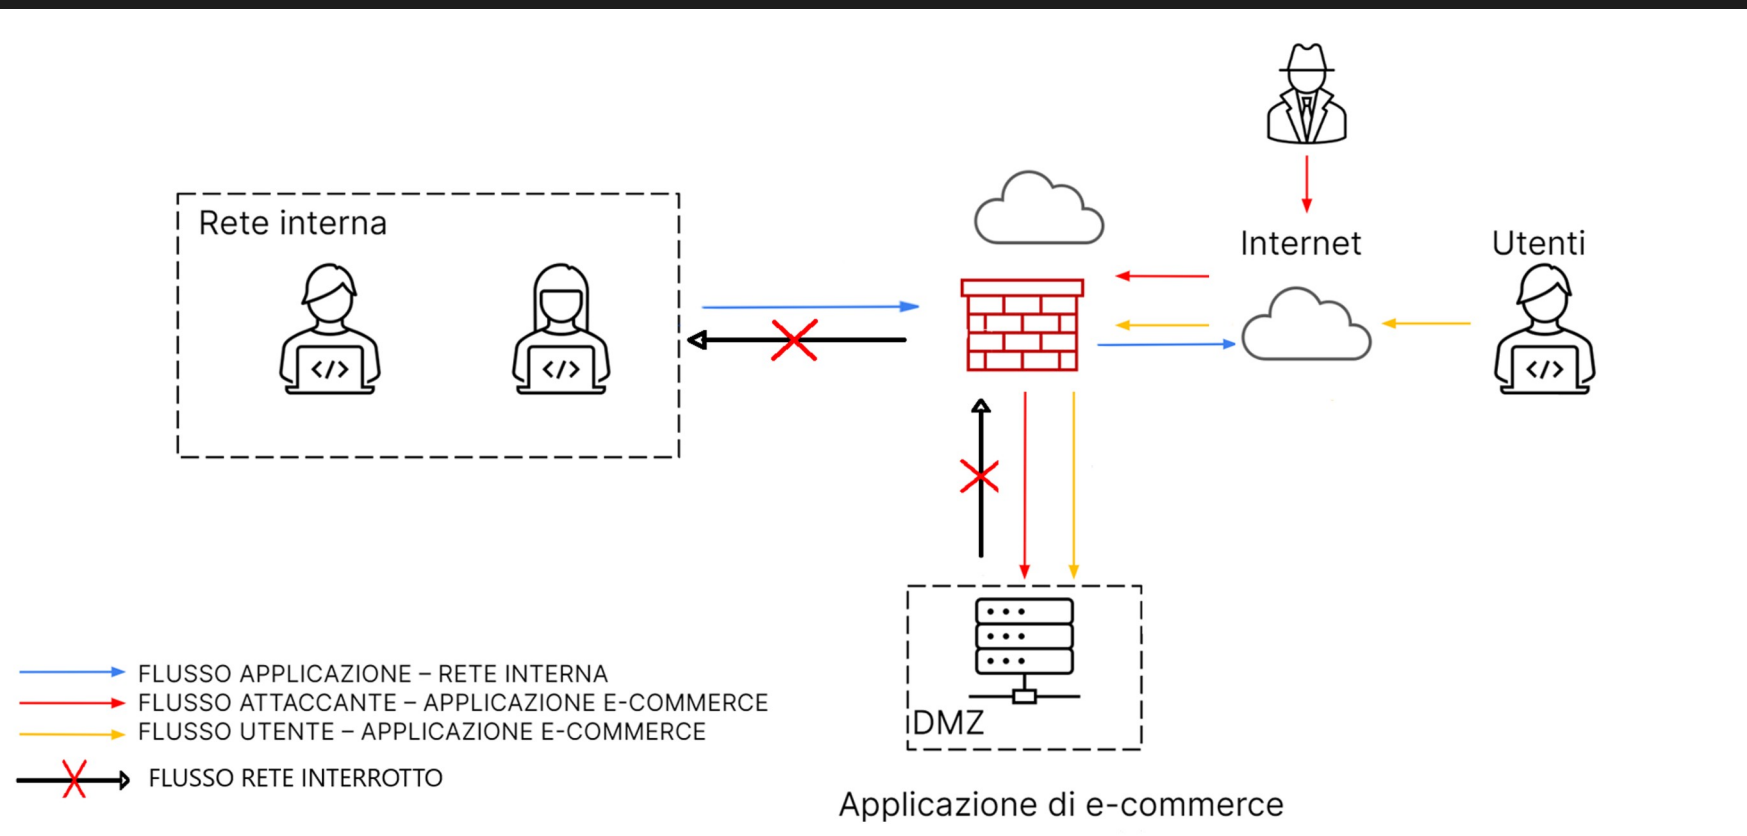 Internet
Utenti
Rete interna
</>
</>
</>
DMZ
FLUSSO APPLICAZIONE – RETE INTERNA
FLUSSO ATTACCANTE – APPLICAZIONE E-COMMERCE
FLUSSO UTENTE – APPLICAZIONE E-COMMERCE
FLUSSO RETE INTERROTTO
Applicazione di e-commerce